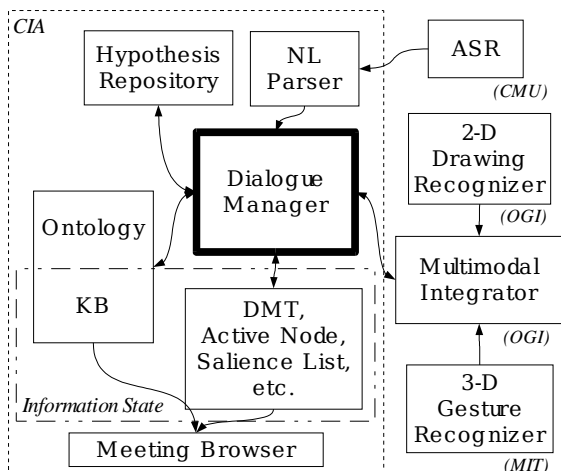 CIA
Hypothesis
Repository
NL
Parser
ASR
(CMU)
2-D
Drawing
Recognizer
(OGI)
Dialogue
Manager
Ontology
KB
Multimodal
Integrator
(OGI)
DMT,
Active Node,
Salience List,
etc.
Information State
3-D
Gesture
Recognizer
(MIT)
Meeting Browser